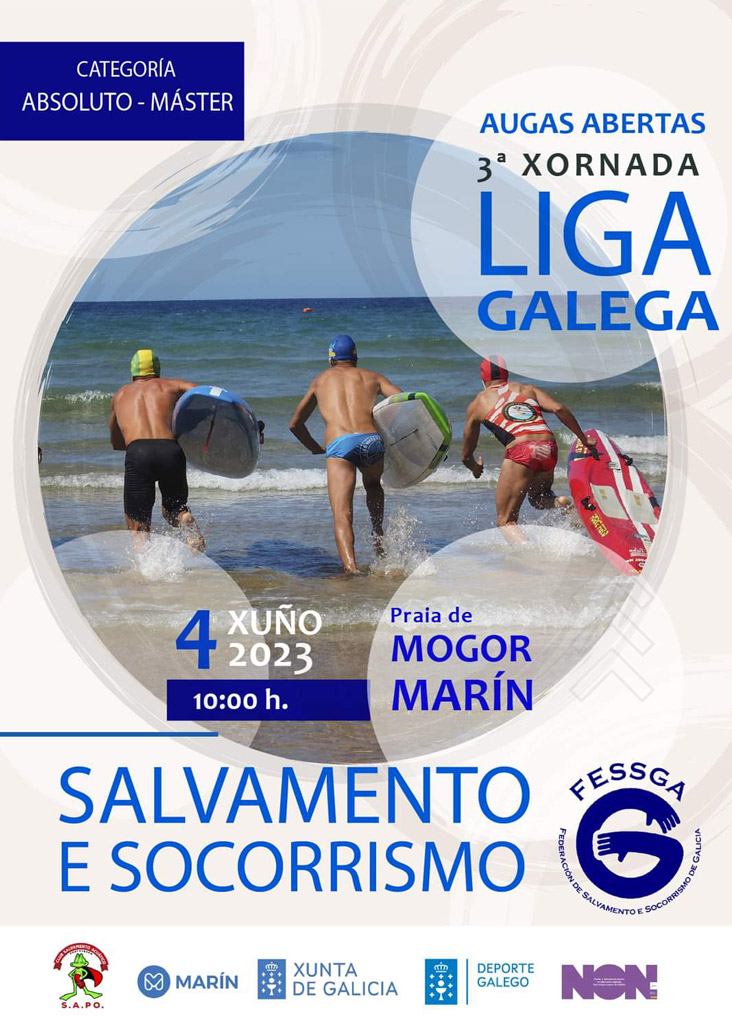 CATEGORÍA
ABSOLUTO - MÁSTER
AUGAS ABERTAS
3ª XORNADA
LIGA
GALEGA
4 XUÑO
2023
10:00 h.
Praia de
MOGOR
MARÍN
SALVAMENTO
E SOCORRISMO
FESSGA
FEDERACIÓN DE SALVAMENTO E SOCORRISMO DE GALICIA
S.A.PO.
MARÍN
XUNTA
DE GALICIA
DEPORTE
GALEGO
NON!